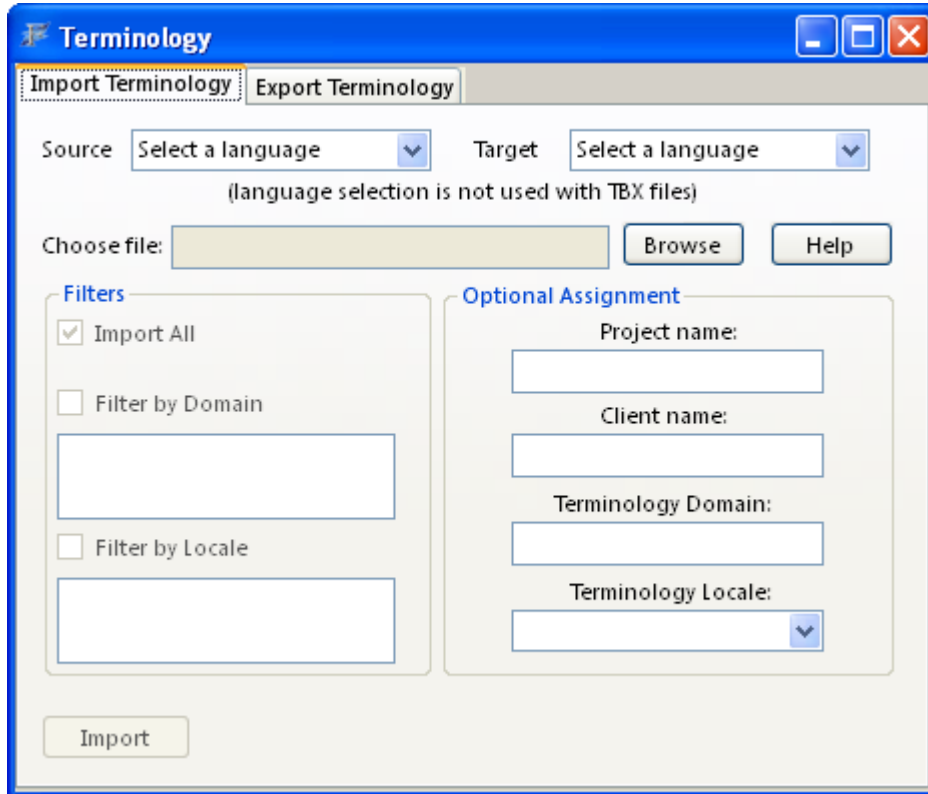 Terminology
Import Terminology Export Terminology
Source Select a language Target Select a language
(language selection is not used with TBX files)
Choose file: Browse Help
Filters
Import All
Filter by Domain
Filter by Locale
Optional Assignment
Project name:
Client name:
Terminology Domain:
Terminology Locale:
Import